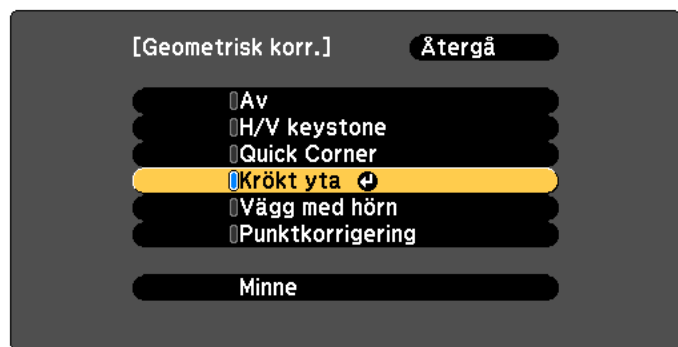 [Geometrisk korr.] Återgå
Av
H/V keystone
Quick Corner
Krökt yta
Vägg med hörn
Punktkorrigering
Minne